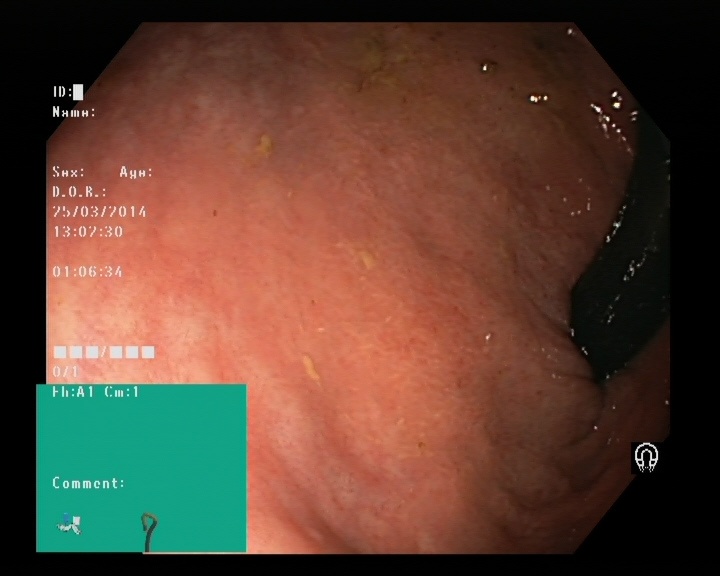 ID:
Name:
Sex: Age:
D.O.B.:
25/03/2014
13:02:30
01:06:34
/
0/1
Eh:A1 Cm:1
Comment: